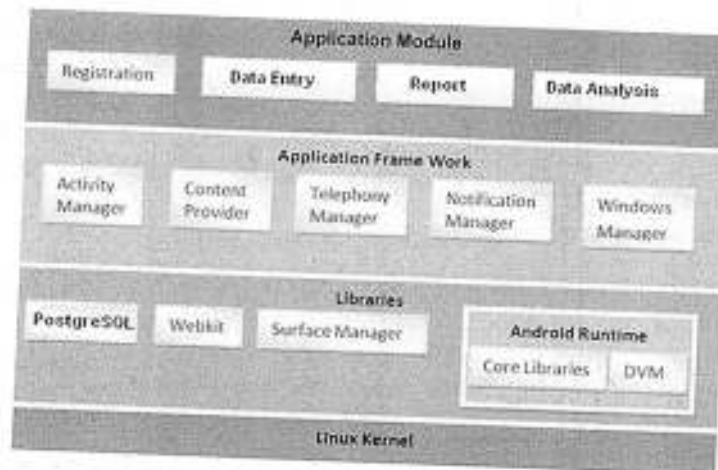 Application Module
Registration
Data Entry
Report
Data Analysis
Application Frame Work
Activity
Manager
Content
Provider
Telephony
Manager
Notification
Manager
Windows
Manager
Libraries
PostgreSQL
Webkit
Surface Manager
Android Runtime
Core Libraries
DVM
Linux Kernel